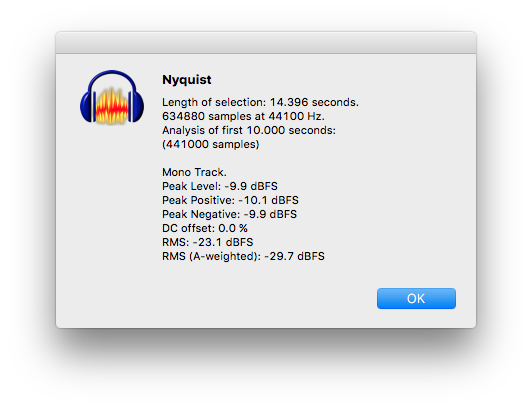 Nyquist
Length of selection: 14.396 seconds.
634880 samples at 44100 Hz.
Analysis of first 10.000 seconds:
(441000 samples)
Mono Track.
Peak Level: -9.9 dBFS
Peak Positive: -10.1 dBFS
Peak Negative: -9.9 dBFS
DC offset: 0.0 %
RMS: -23.1 dBFS
RMS (A-weighted): -29.7 dBFS
OK